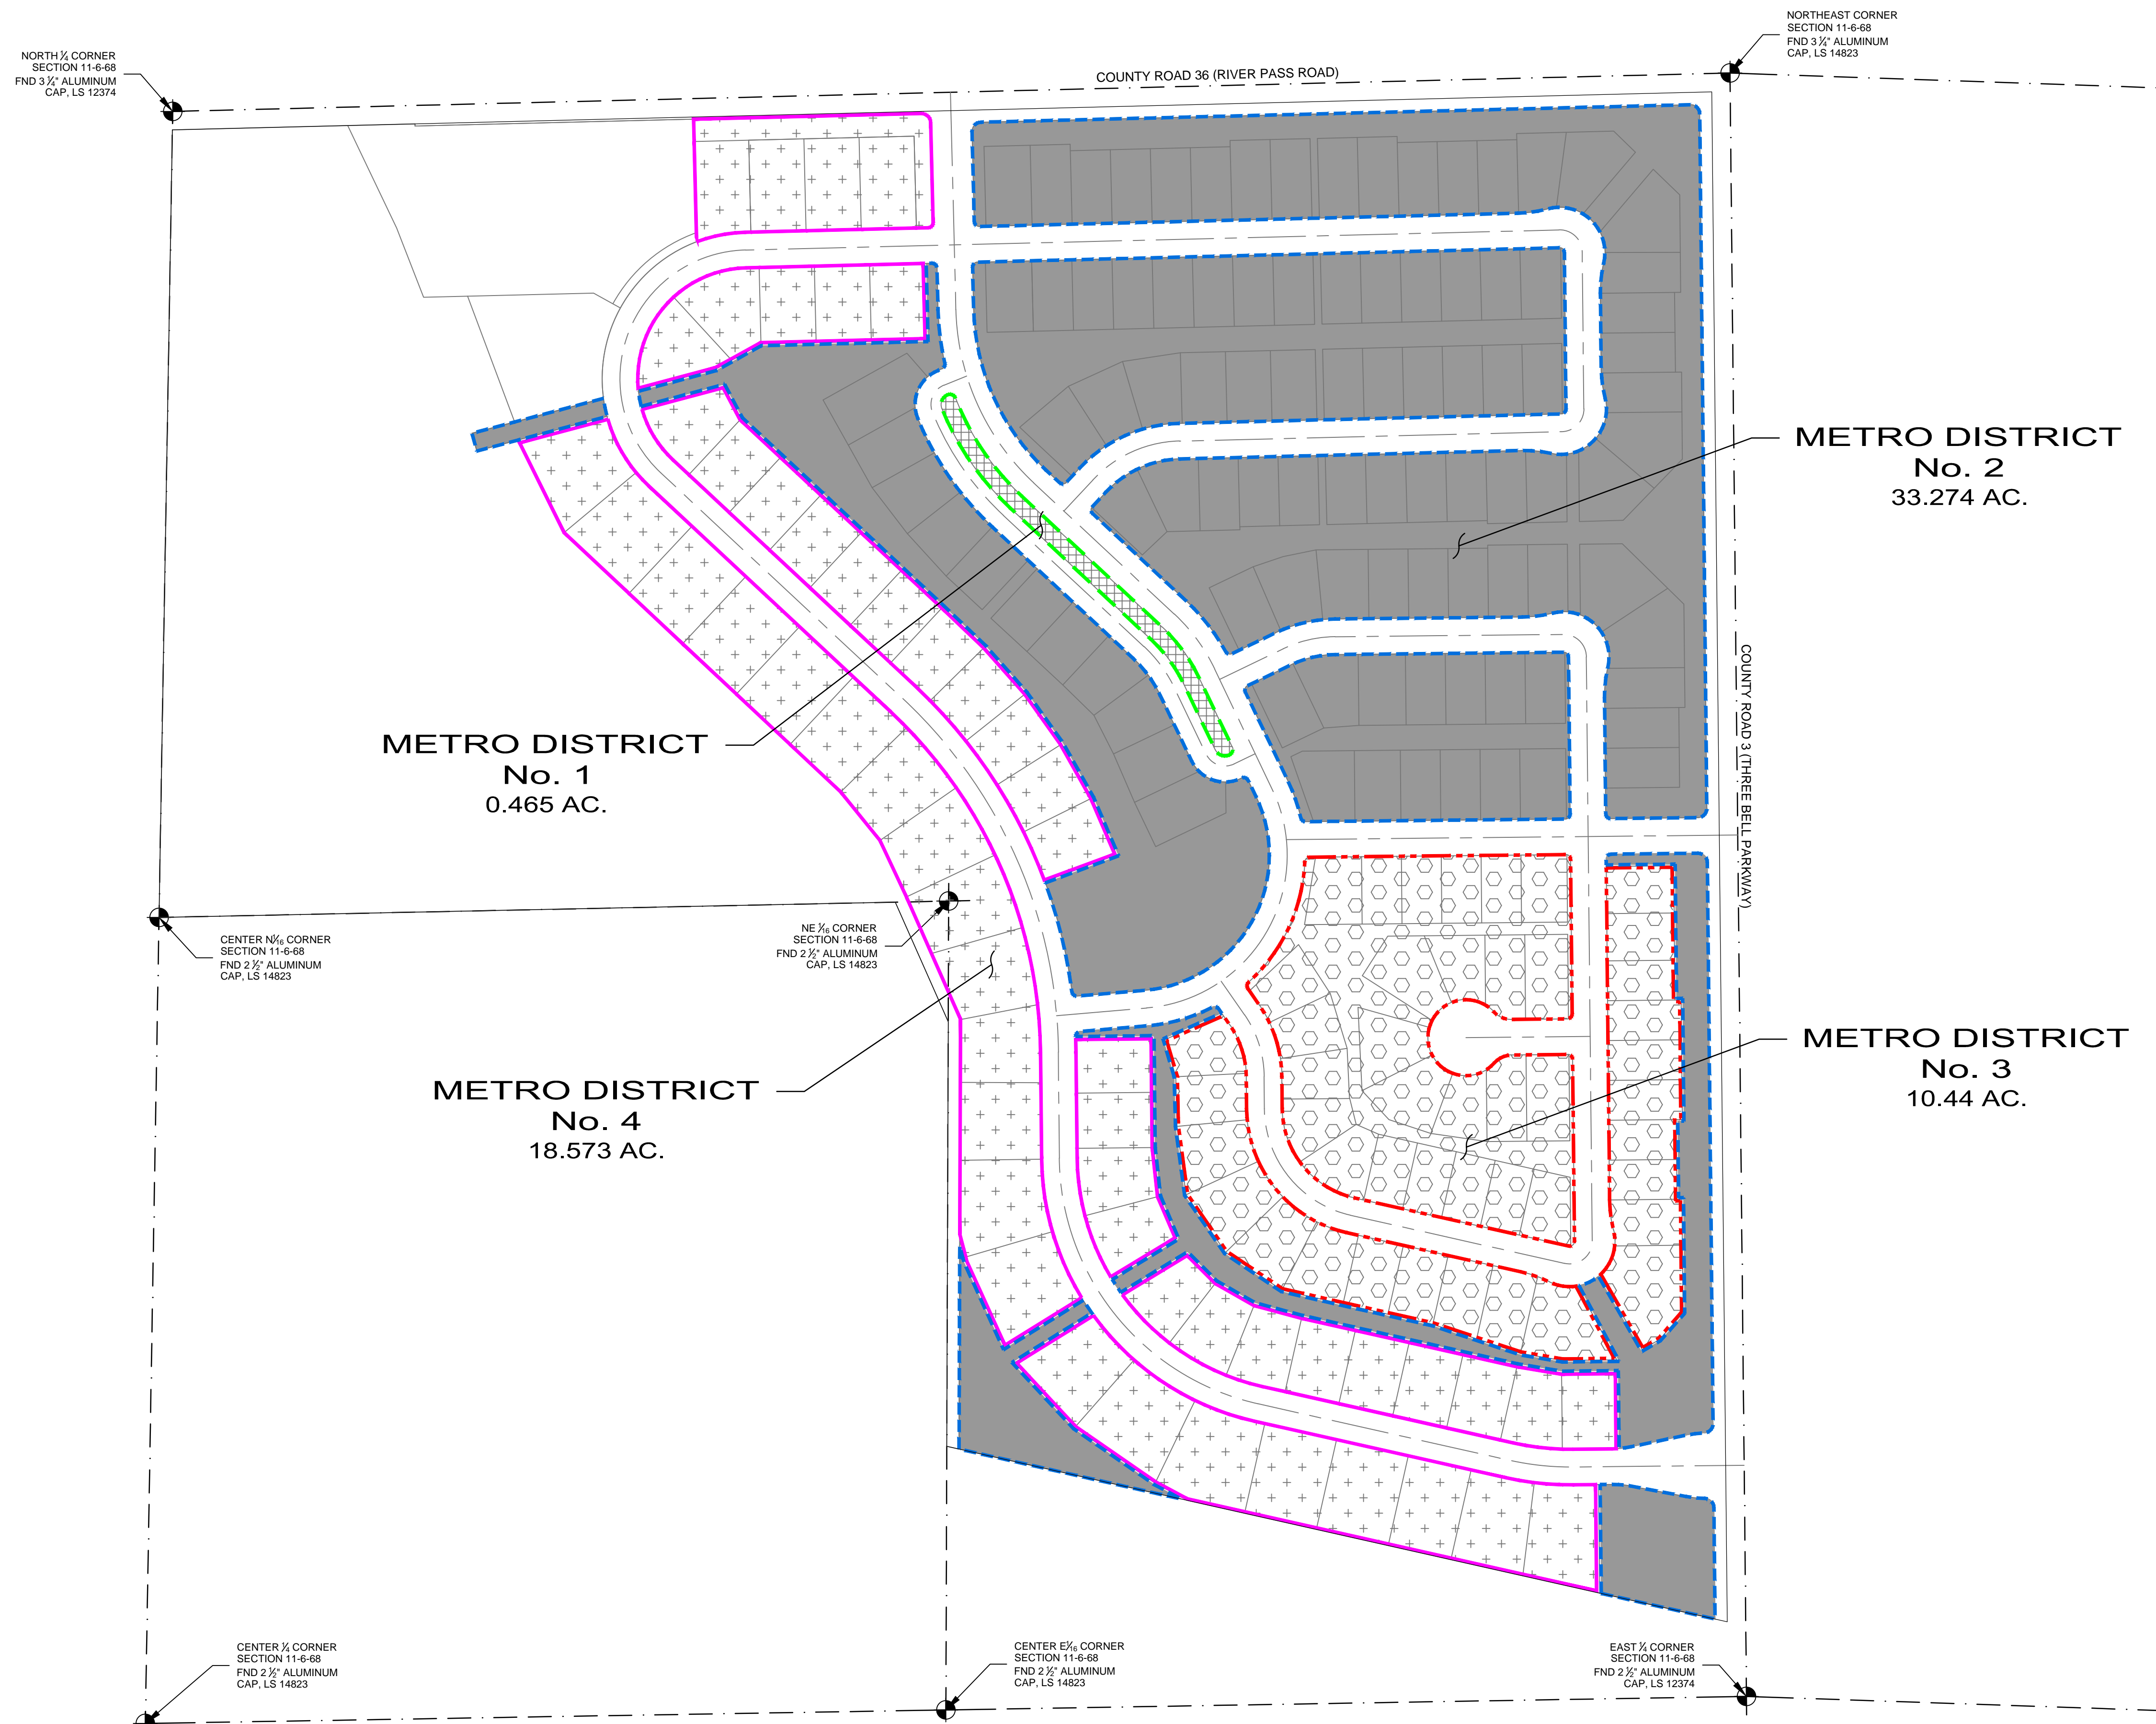 NORTHEAST CORNER
SECTION 11-6-68
FND 3 ¼" ALUMINUM
CAP, LS 14823
NORTH ¼ CORNER
SECTION 11-6-68
FND 3 ¼" ALUMINUM
CAP, LS 12374
COUNTY ROAD 36 (RIVER PASS ROAD)
METRO DISTRICT
No. 2
33.274 AC.
COUNTY ROAD 3 (THREE BELL PARKWAY)
METRO DISTRICT
No. 1
0.465 AC.
CENTER N⅟16 CORNER
SECTION 11-6-68
FND 2 ½" ALUMINUM
CAP, LS 14823
NE ⅟16 CORNER
SECTION 11-6-68
FND 2 ½" ALUMINUM
CAP, LS 14823
METRO DISTRICT
No. 3
10.44 AC.
METRO DISTRICT
No. 4
18.573 AC.
CENTER ¼ CORNER
SECTION 11-6-68
FND 2 ½" ALUMINUM
CAP, LS 14823
CENTER E⅟16 CORNER
SECTION 11-6-68
FND 2 ½" ALUMINUM
CAP, LS 14823
EAST ¼ CORNER
SECTION 11-6-68
FND 2 ½" ALUMINUM
CAP, LS 12374